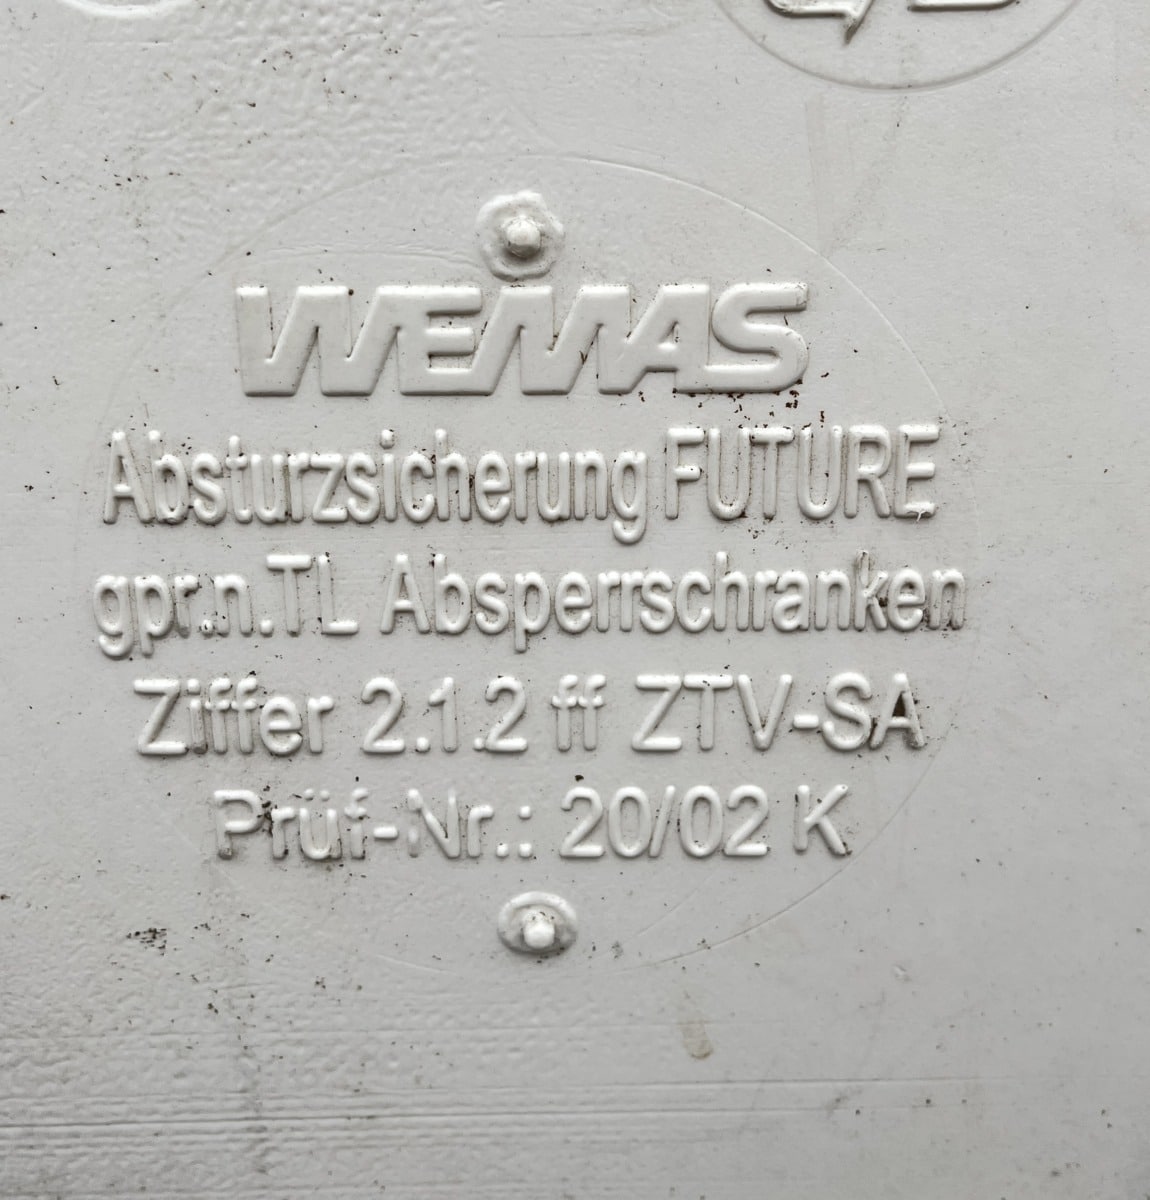 WEMAS
Absturzsicherung FUTURE
gpr.n.TL Absperrschranken
Ziffer 2.1.2 ff ZTV-SA
Prüf-Nr.: 20/02 K